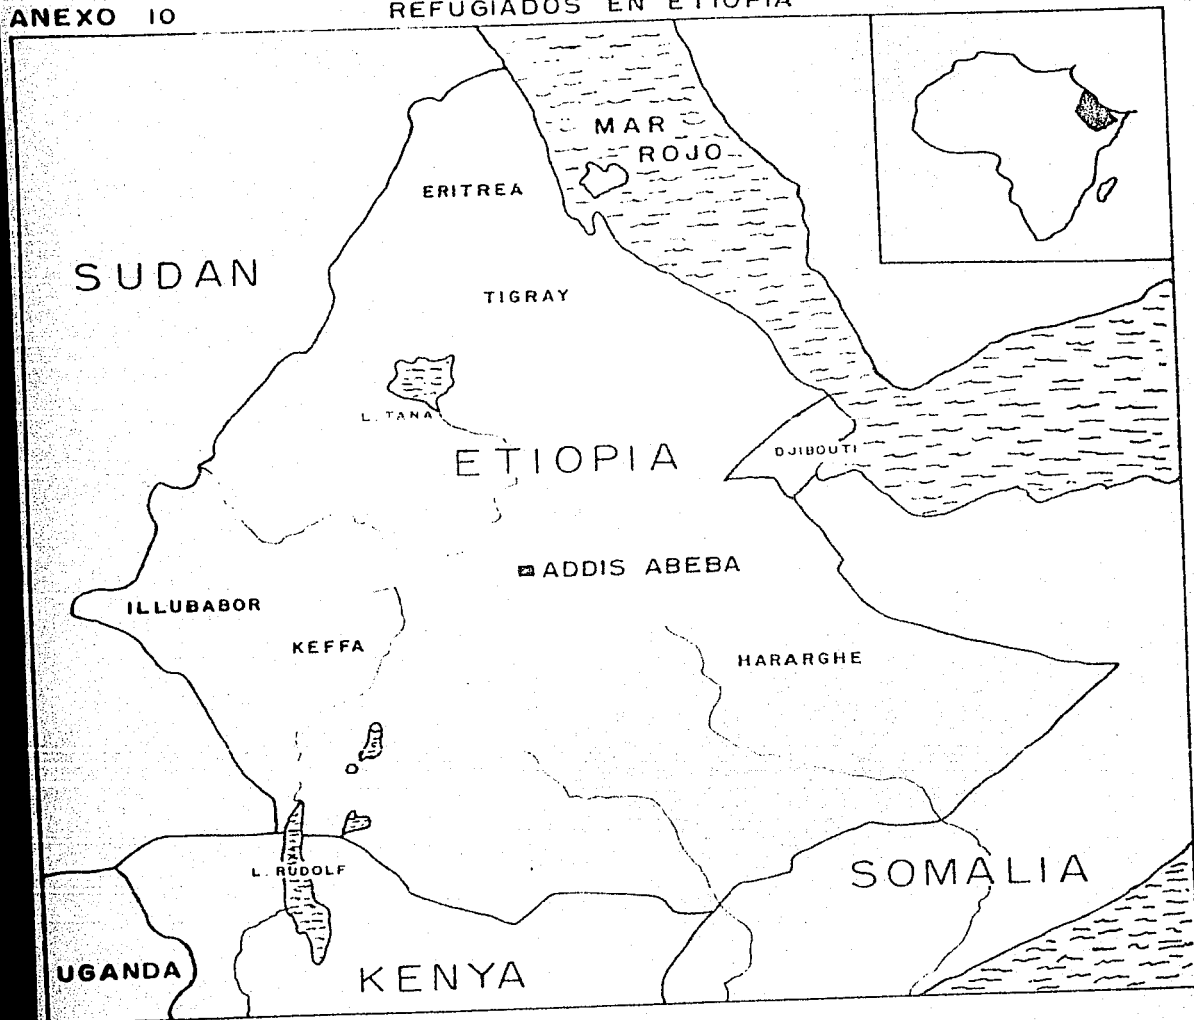 ANEXO 10
REFUGIADOS EN ETIOPIA
MAR
ROJO
ERITREA
SUDAN
TIGRAY
L. TANA
ETIOPIA
DJIBOUTI
ADDIS ABEBA
ILLUBABOR
KEFFA
HARARGHE
L. RUDOLF
SOMALIA
UGANDA
KENYA